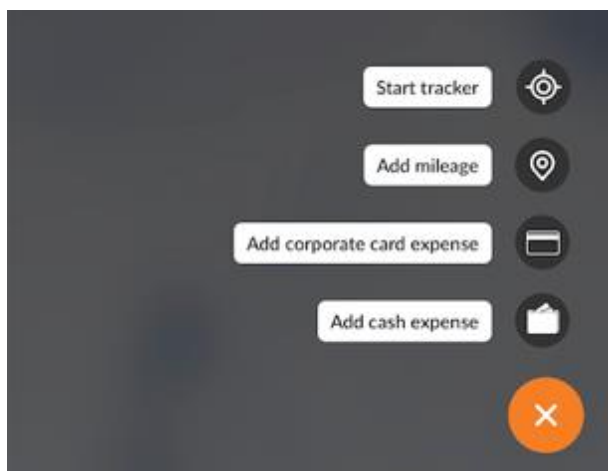 Start tracker
Add mileage
Add corporate card expense
Add cash expense